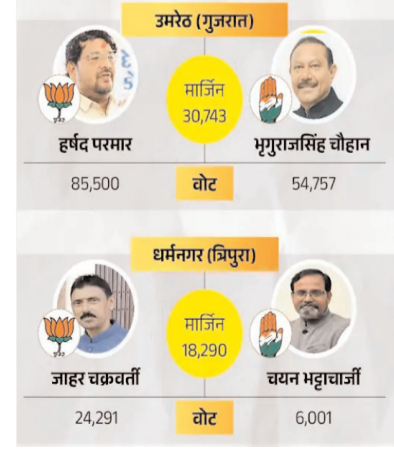 उमरेठ (गुजरात)
मार्जिन
30,743
हर्षद परमार
भृगुराजसिंह चौहान
85,500 वोट 54,757
धर्मनगर (त्रिपुरा)
मार्जिन
18,290
जाहर चक्रवर्ती
चयन भट्टाचार्जी
24,291 वोट 6,001